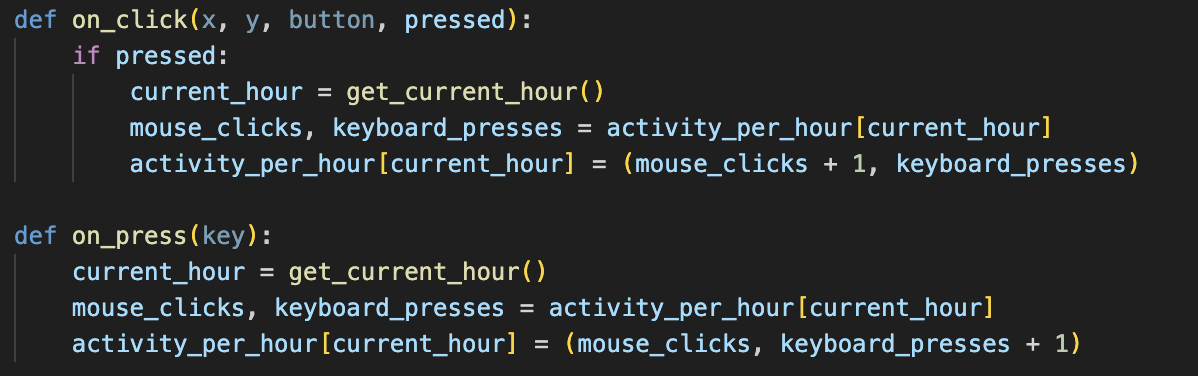 def on_click(x, y, button, pressed):
    if pressed:
        current_hour = get_current_hour()
        mouse_clicks, keyboard_presses = activity_per_hour[current_hour]
        activity_per_hour[current_hour] = (mouse_clicks + 1, keyboard_presses)

def on_press(key):
    current_hour = get_current_hour()
    mouse_clicks, keyboard_presses = activity_per_hour[current_hour]
    activity_per_hour[current_hour] = (mouse_clicks, keyboard_presses + 1)